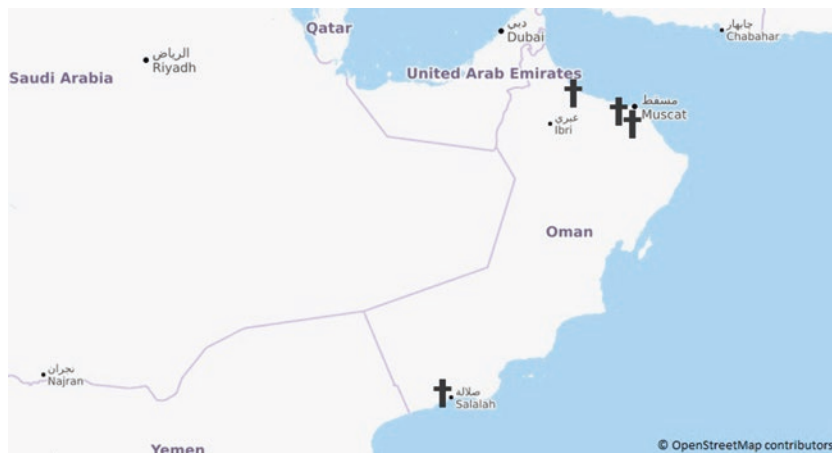 Qatar
دبي
Dubai
جابهار
Chabahar
الرياض
Riyadh
Saudi Arabia
United Arab Emirates
مسقط
Muscat
عبري
Ibri
Oman
نجران
Najran
صلالة
Salalah
Yemen
© OpenStreetMap contributors